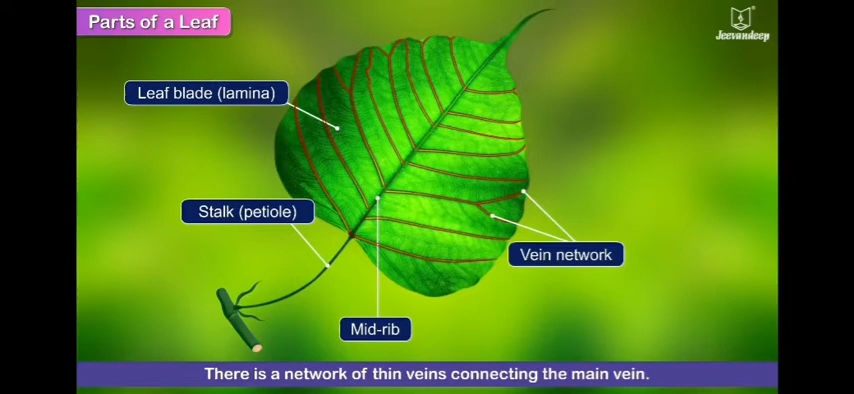 Parts of a Leaf
Jeevandeep
Leaf blade (lamina)
Stalk (petiole)
Vein network
Mid-rib
There is a network of thin veins connecting the main vein.